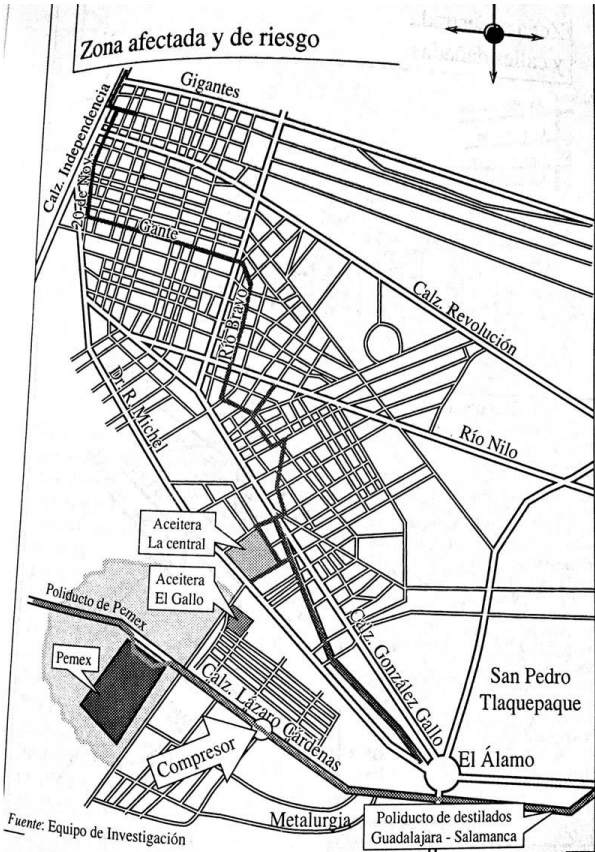 Zona afectada y de riesgo
Gigantes
Calz. Independencia
20 de Nov.
Gante
Calz. Revolución
Río Bravo
Dr. R. Michel
Río Nilo
Aceitera
La central
Aceitera
El Gallo
Poliducto de Pemex
Pemex
Calz. González Gallo
Calz. Lázaro Cárdenas
San Pedro
Tlaquepaque
Compresor
El Álamo
Metalurgia
Poliducto de destilados
Guadalajara - Salamanca
Fuente: Equipo de Investigación